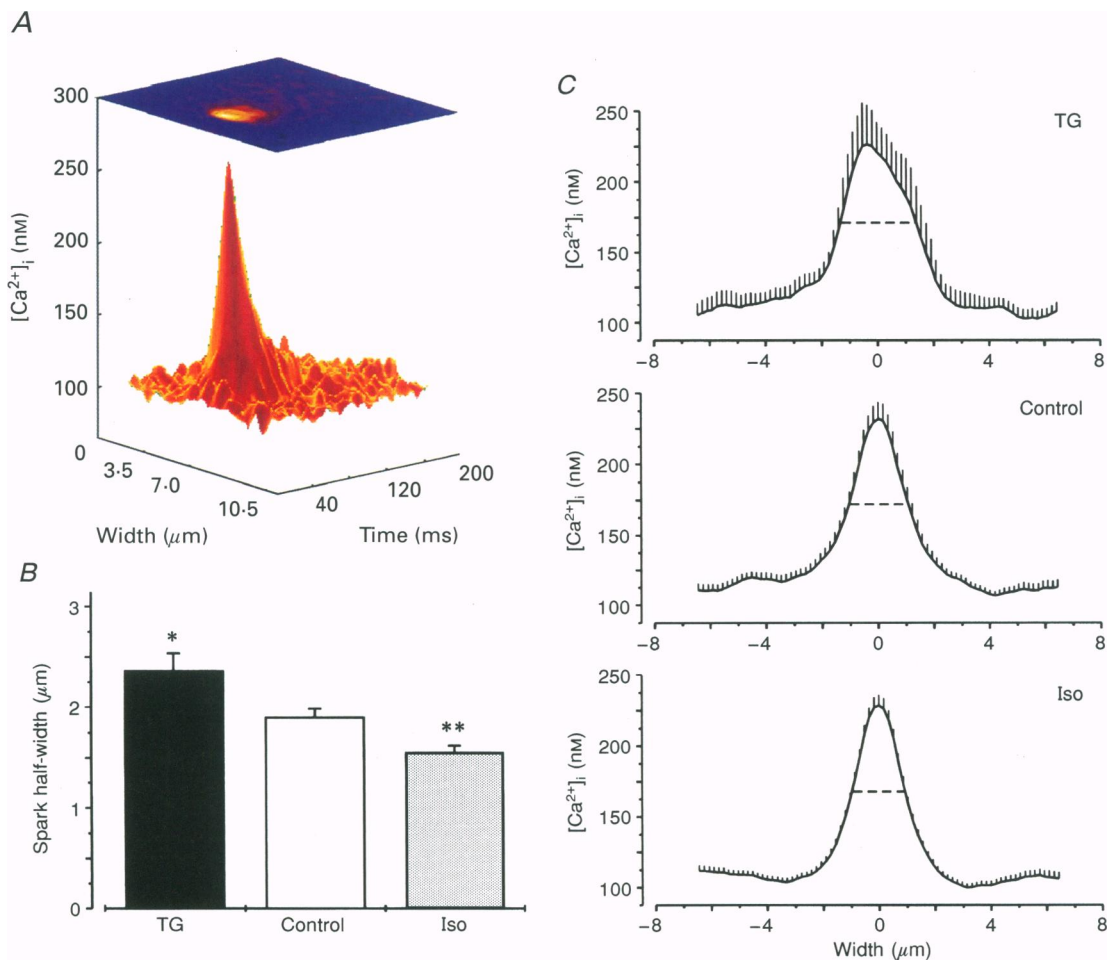 A
300
250
200
150
100
0
[Ca²⁺]ᵢ (nM)
3·5
7·0
10·5
Width (μm)
40
120
200
Time (ms)
B
3
2
1
0
Spark half-width (μm)
*
**
TG
Control
Iso
C
TG
250
200
150
100
[Ca²⁺]ᵢ (nM)
−8
−4
0
4
8
Control
250
200
150
100
[Ca²⁺]ᵢ (nM)
−8
−4
0
4
8
Iso
250
200
150
100
[Ca²⁺]ᵢ (nM)
−8
−4
0
4
8
Width (μm)